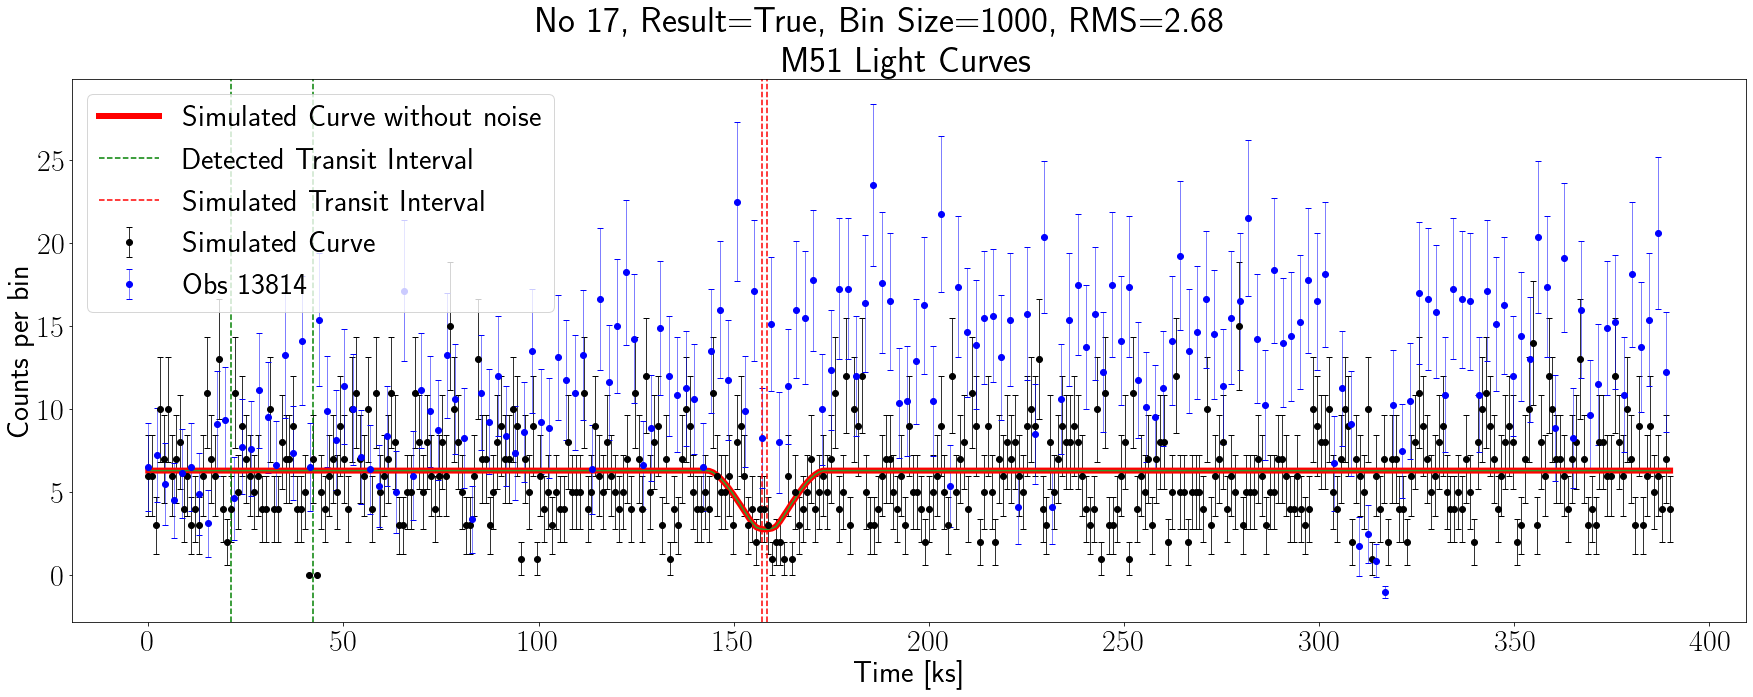 No 17, Result=True, Bin Size=1000, RMS=2.68
M51 Light Curves
Simulated Curve without noise
Detected Transit Interval
Simulated Transit Interval
Simulated Curve
Obs 13814
Counts per bin
25
20
15
10
5
0
0 50 100 150 200 250 300 350 400
Time [ks]